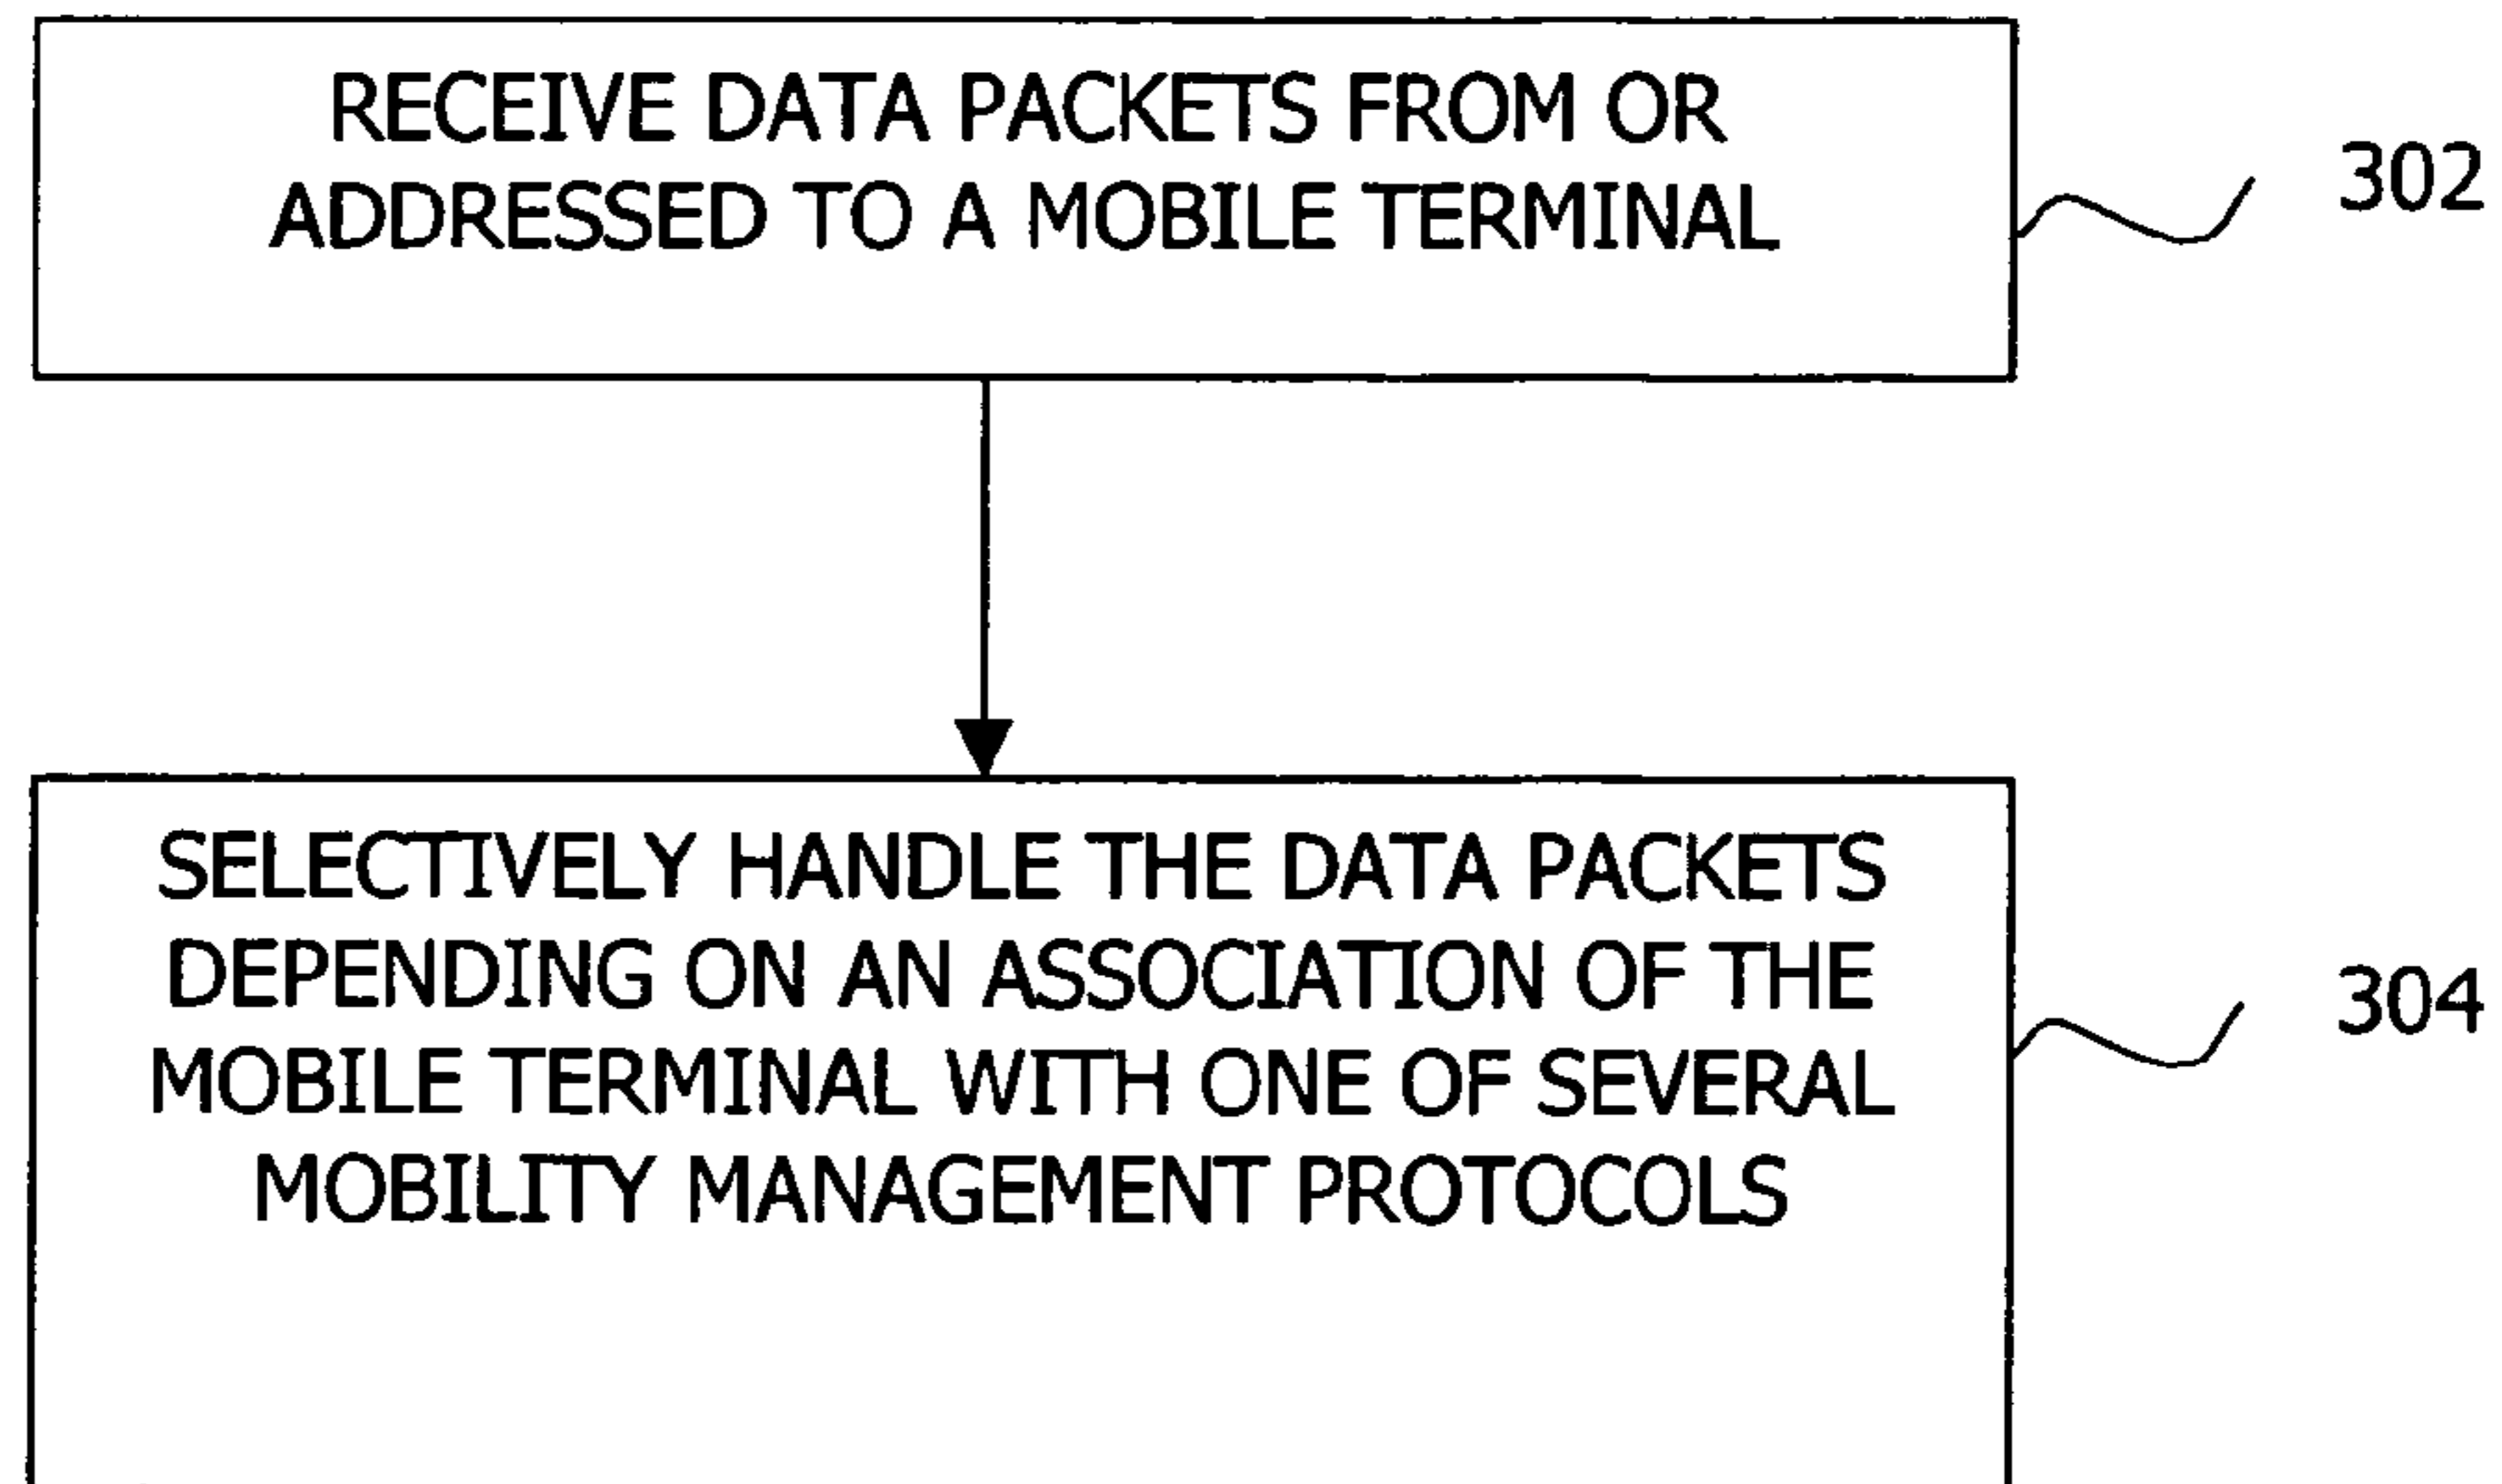 RECEIVE DATA PACKETS FROM OR
ADDRESSED TO A MOBILE TERMINAL
302
SELECTIVELY HANDLE THE DATA PACKETS
DEPENDING ON AN ASSOCIATION OF THE
MOBILE TERMINAL WITH ONE OF SEVERAL
MOBILITY MANAGEMENT PROTOCOLS
304